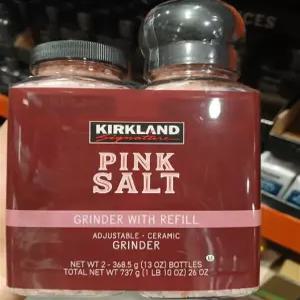 KIRKLAND
Signature
PINK
SALT
GRINDER WITH REFILL
ADJUSTABLE - CERAMIC
GRINDER
NET WT 2 - 368.5 g (13 OZ) BOTTLES
TOTAL NET WT 737 g (1 LB 10 OZ) 26 OZ